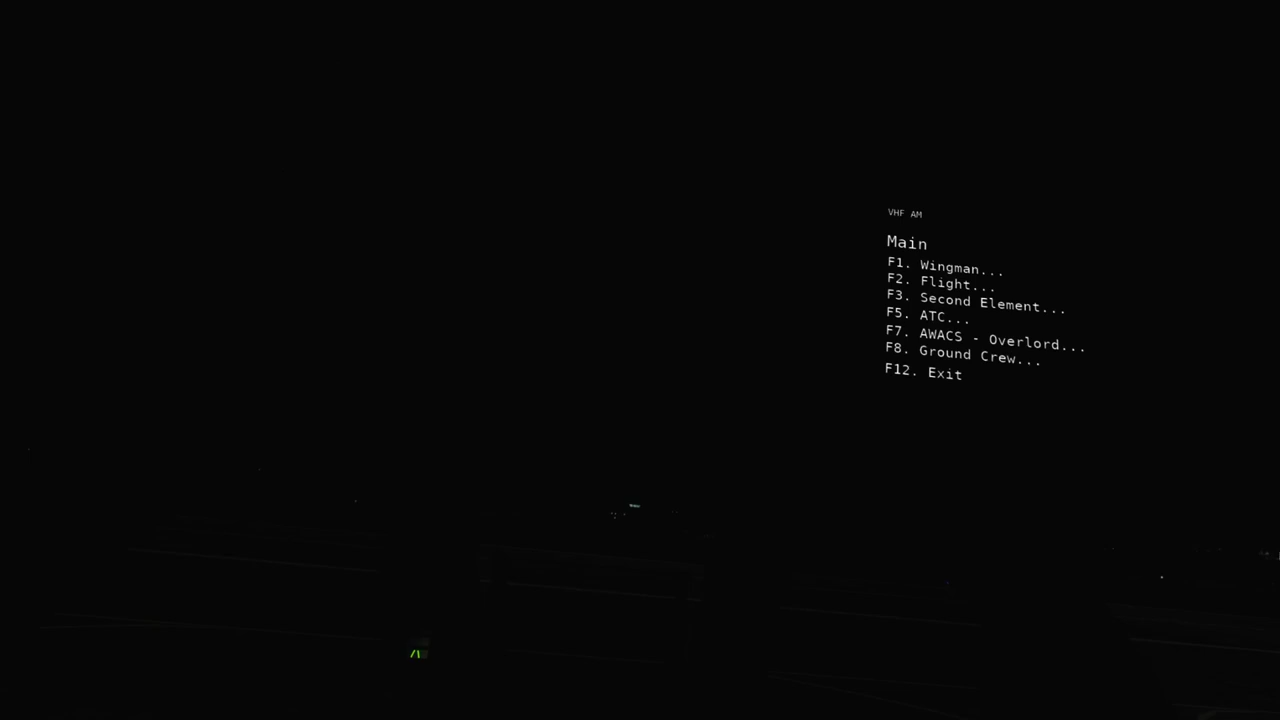 VHF AM
Main
F1. Wingman...
F2. Flight...
F3. Second Element...
F5. ATC...
F7. AWACS - Overlord...
F8. Ground Crew...
F12. Exit